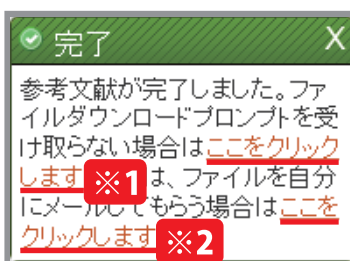 完了 X
参考文献が完了しました。ファ
イルダウンロードプロンプトを受
け取らない場合はここをクリック
します ※1 は、ファイルを自分
にメールしてもらう場合はここを
クリックします ※2